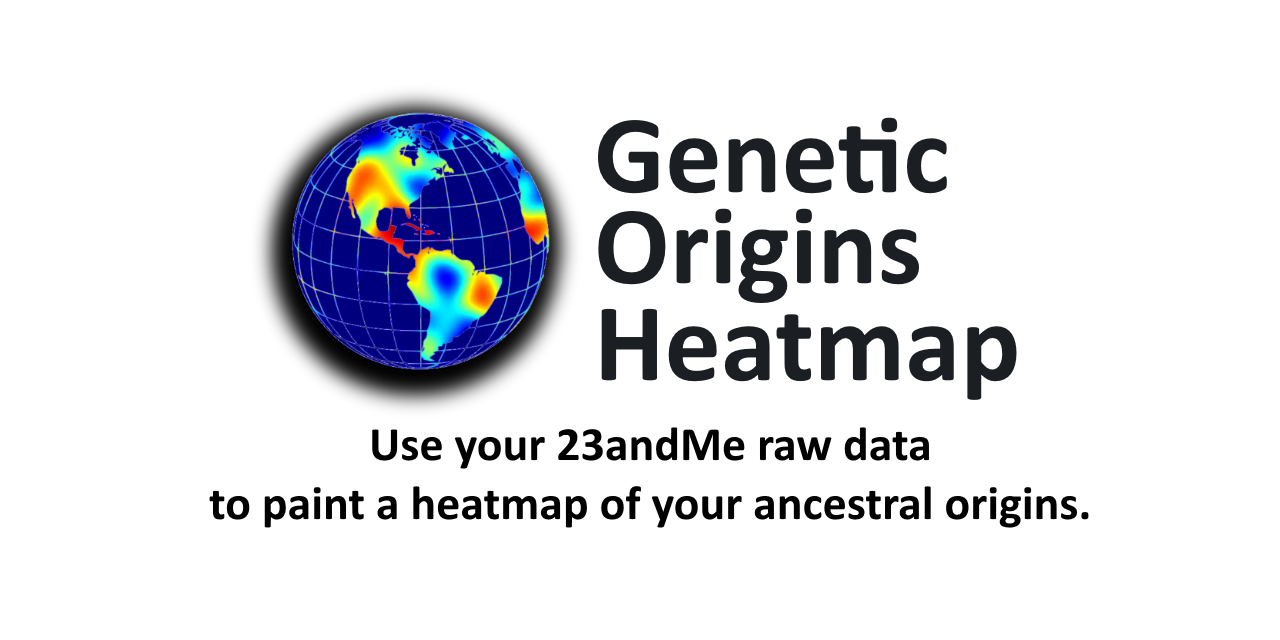 Genetic
Origins
Heatmap
Use your 23andMe raw data
to paint a heatmap of your ancestral origins.